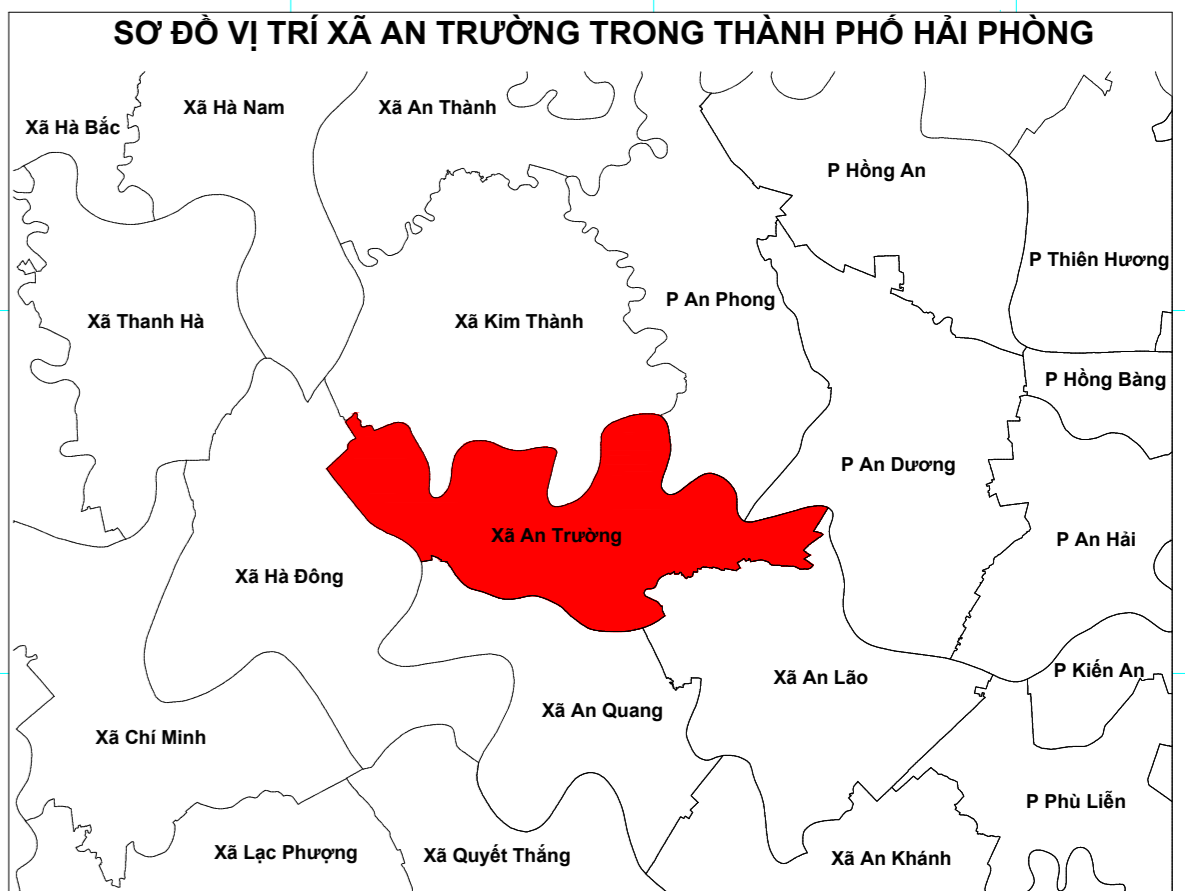 SƠ ĐỒ VỊ TRÍ XÃ AN TRƯỜNG TRONG THÀNH PHỐ HẢI PHÒNG
Xã Hà Nam
Xã An Thành
Xã Hà Bắc
P Hồng An
P Thiên Hương
P An Phong
Xã Thanh Hà
Xã Kim Thành
P Hồng Bàng
P An Dương
Xã An Trường
P An Hải
Xã Hà Đông
P Kiến An
Xã An Lão
Xã An Quang
Xã Chí Minh
P Phù Liễn
Xã Lạc Phượng
Xã Quyết Thắng
Xã An Khánh